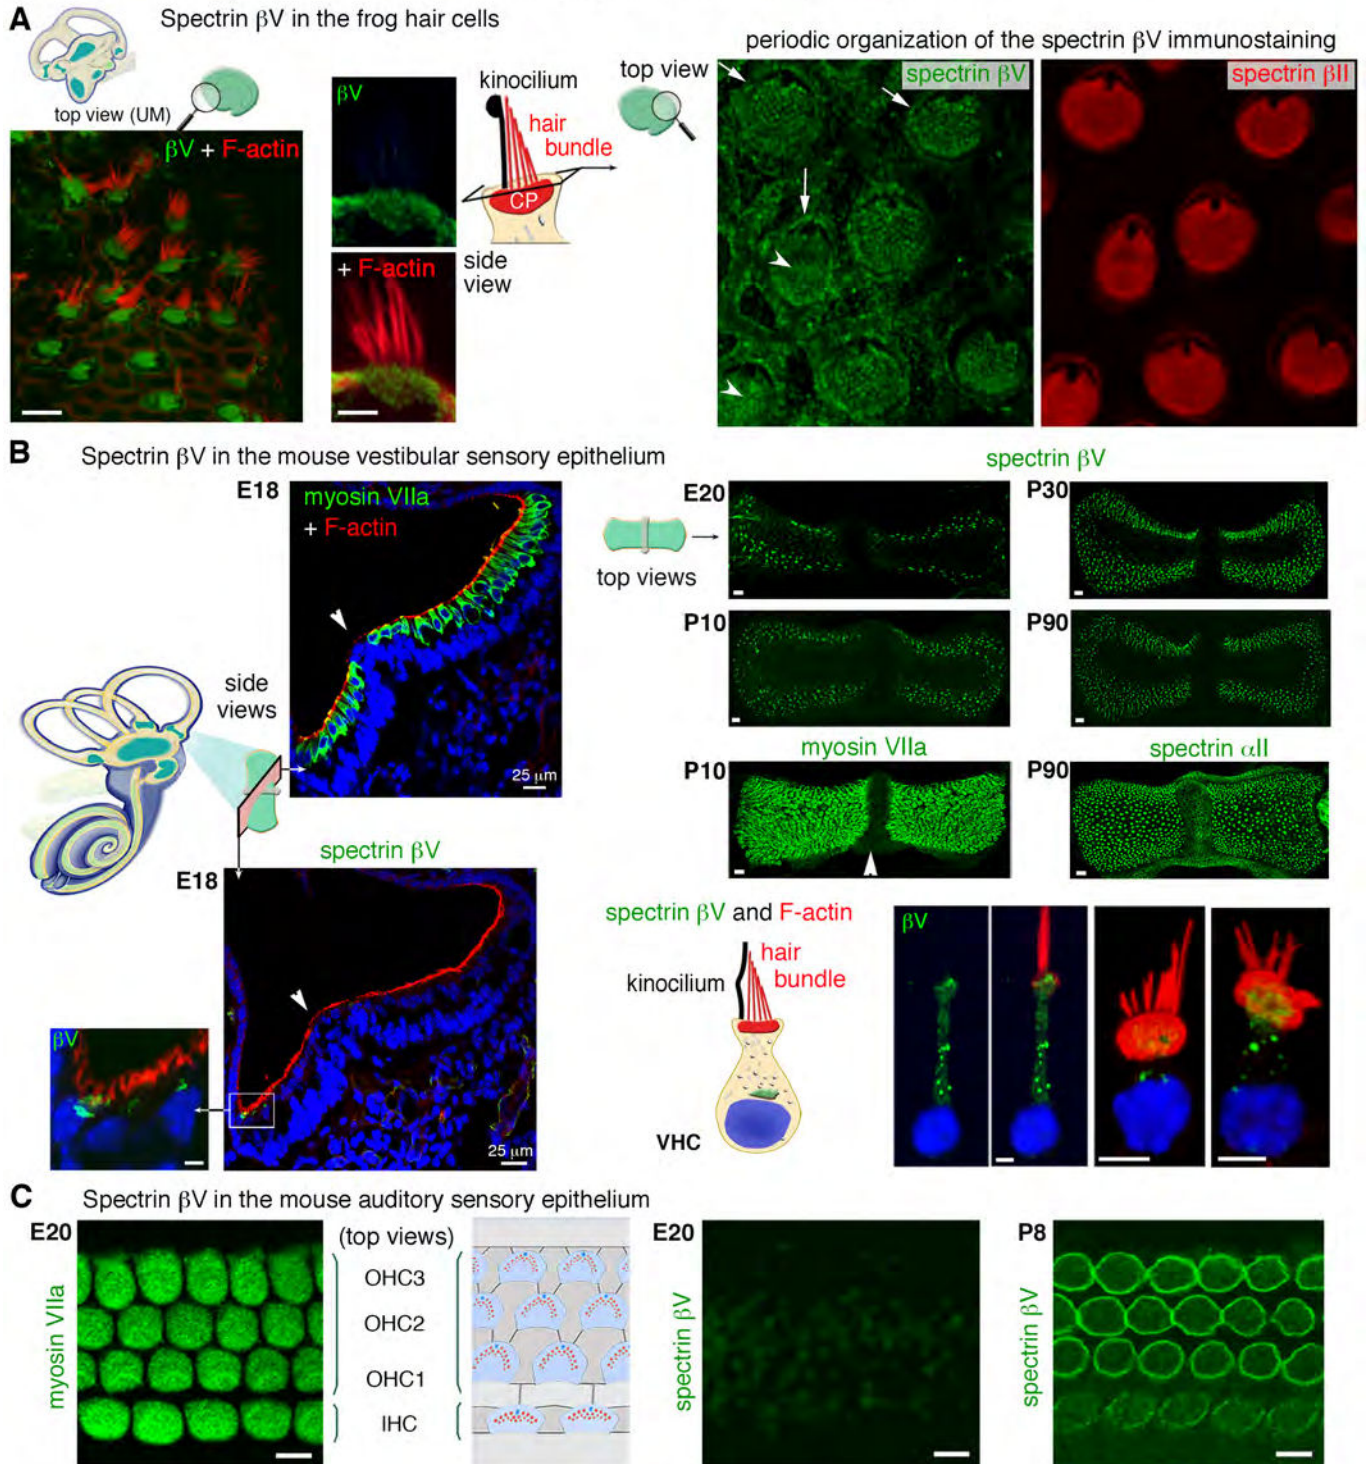 A
Spectrin βV in the frog hair cells
top view (UM)
βV + F-actin
βV
+ F-actin
side
view
kinocilium
hair
bundle
CP
top view
periodic organization of the spectrin βV immunostaining
spectrin βV
spectrin βII
B
Spectrin βV in the mouse vestibular sensory epithelium
E18
myosin VIIa
+ F-actin
25 μm
side
views
spectrin βV
E18
25 μm
βV
top views
spectrin βV
E20
P30
P10
P90
myosin VIIa
spectrin αII
P10
P90
spectrin βV and F-actin
hair
bundle
kinocilium
VHC
βV
C
Spectrin βV in the mouse auditory sensory epithelium
E20
myosin VIIa
(top views)
OHC3
OHC2
OHC1
IHC
E20
spectrin βV
P8
spectrin βV